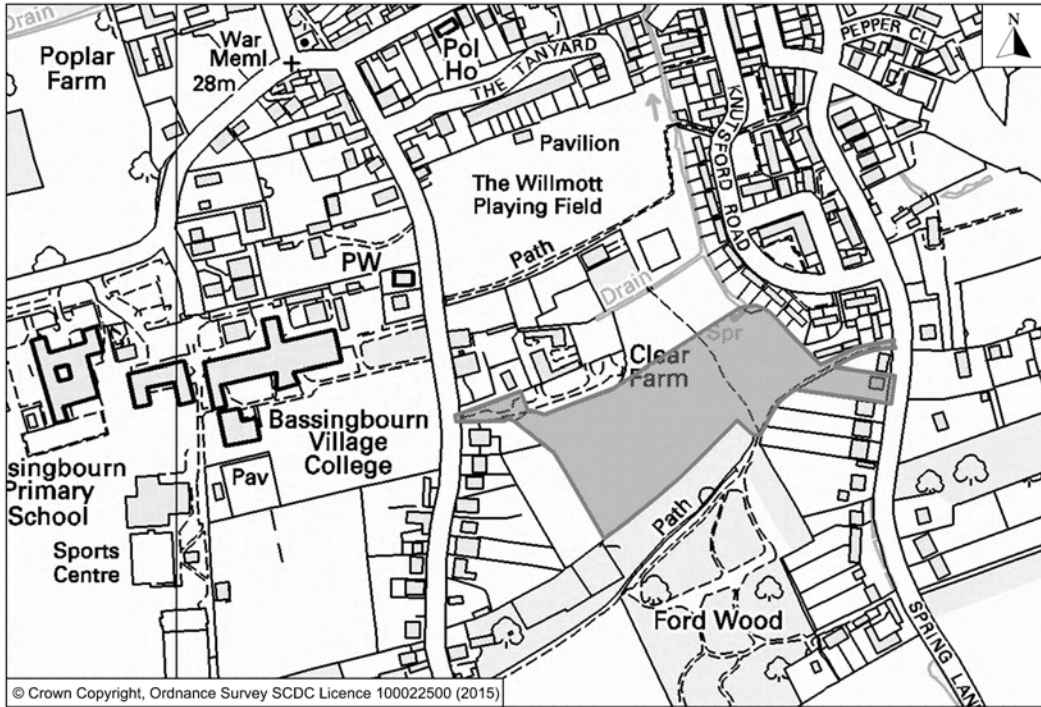 Drain
Poplar
Farm
War
Meml
28m
Pol
Ho
THE TANYARD
PEPPER CL
N
KNUTSFORD ROAD
Pavilion
The Willmott
Playing Field
Path
PW
Drain
Spr
Clear
Farm
Bassingbourn
Village
College
Pav
ssingbourn
Primary
School
Sports
Centre
Path
Ford Wood
SPRING LAN
© Crown Copyright, Ordnance Survey SCDC Licence 100022500 (2015)